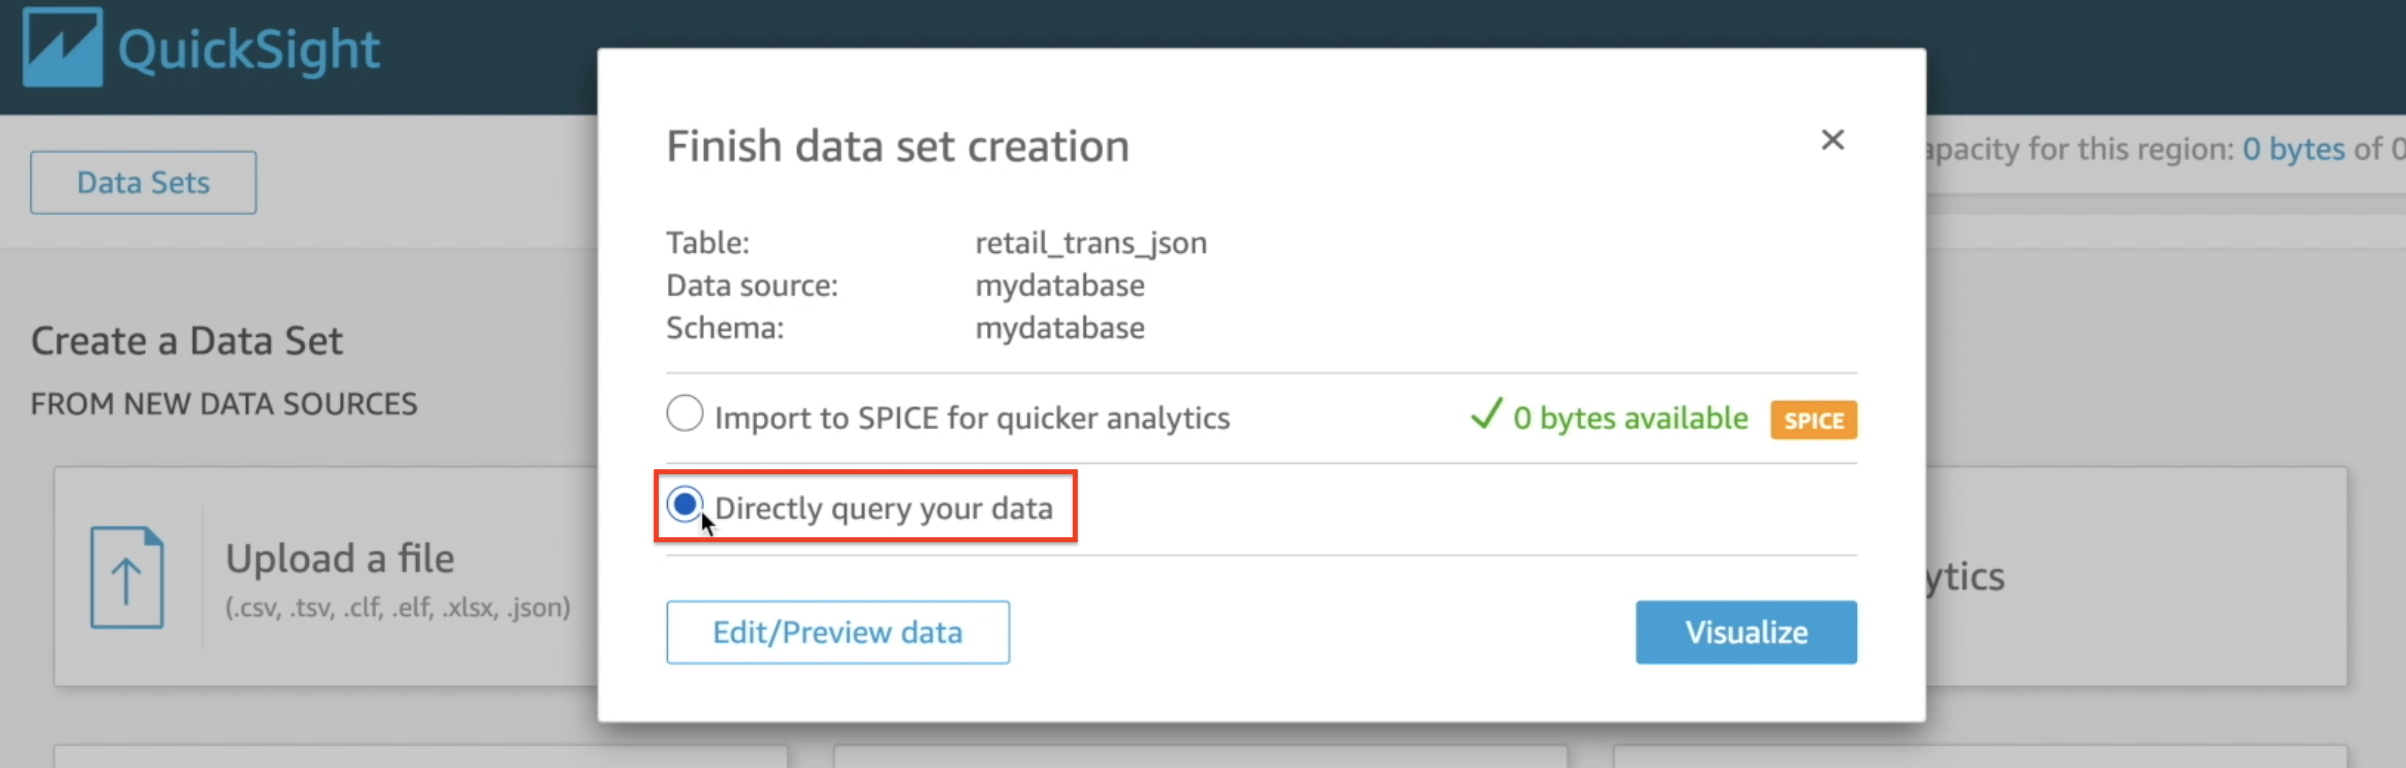 QuickSight
Data Sets
capacity for this region: 0 bytes of 0
Create a Data Set
FROM NEW DATA SOURCES
Upload a file
(.csv, .tsv, .clf, .elf, .xlsx, .json)
ytics
Finish data set creation
Table: retail_trans_json
Data source: mydatabase
Schema: mydatabase
Import to SPICE for quicker analytics 0 bytes available SPICE
Directly query your data
Edit/Preview data Visualize